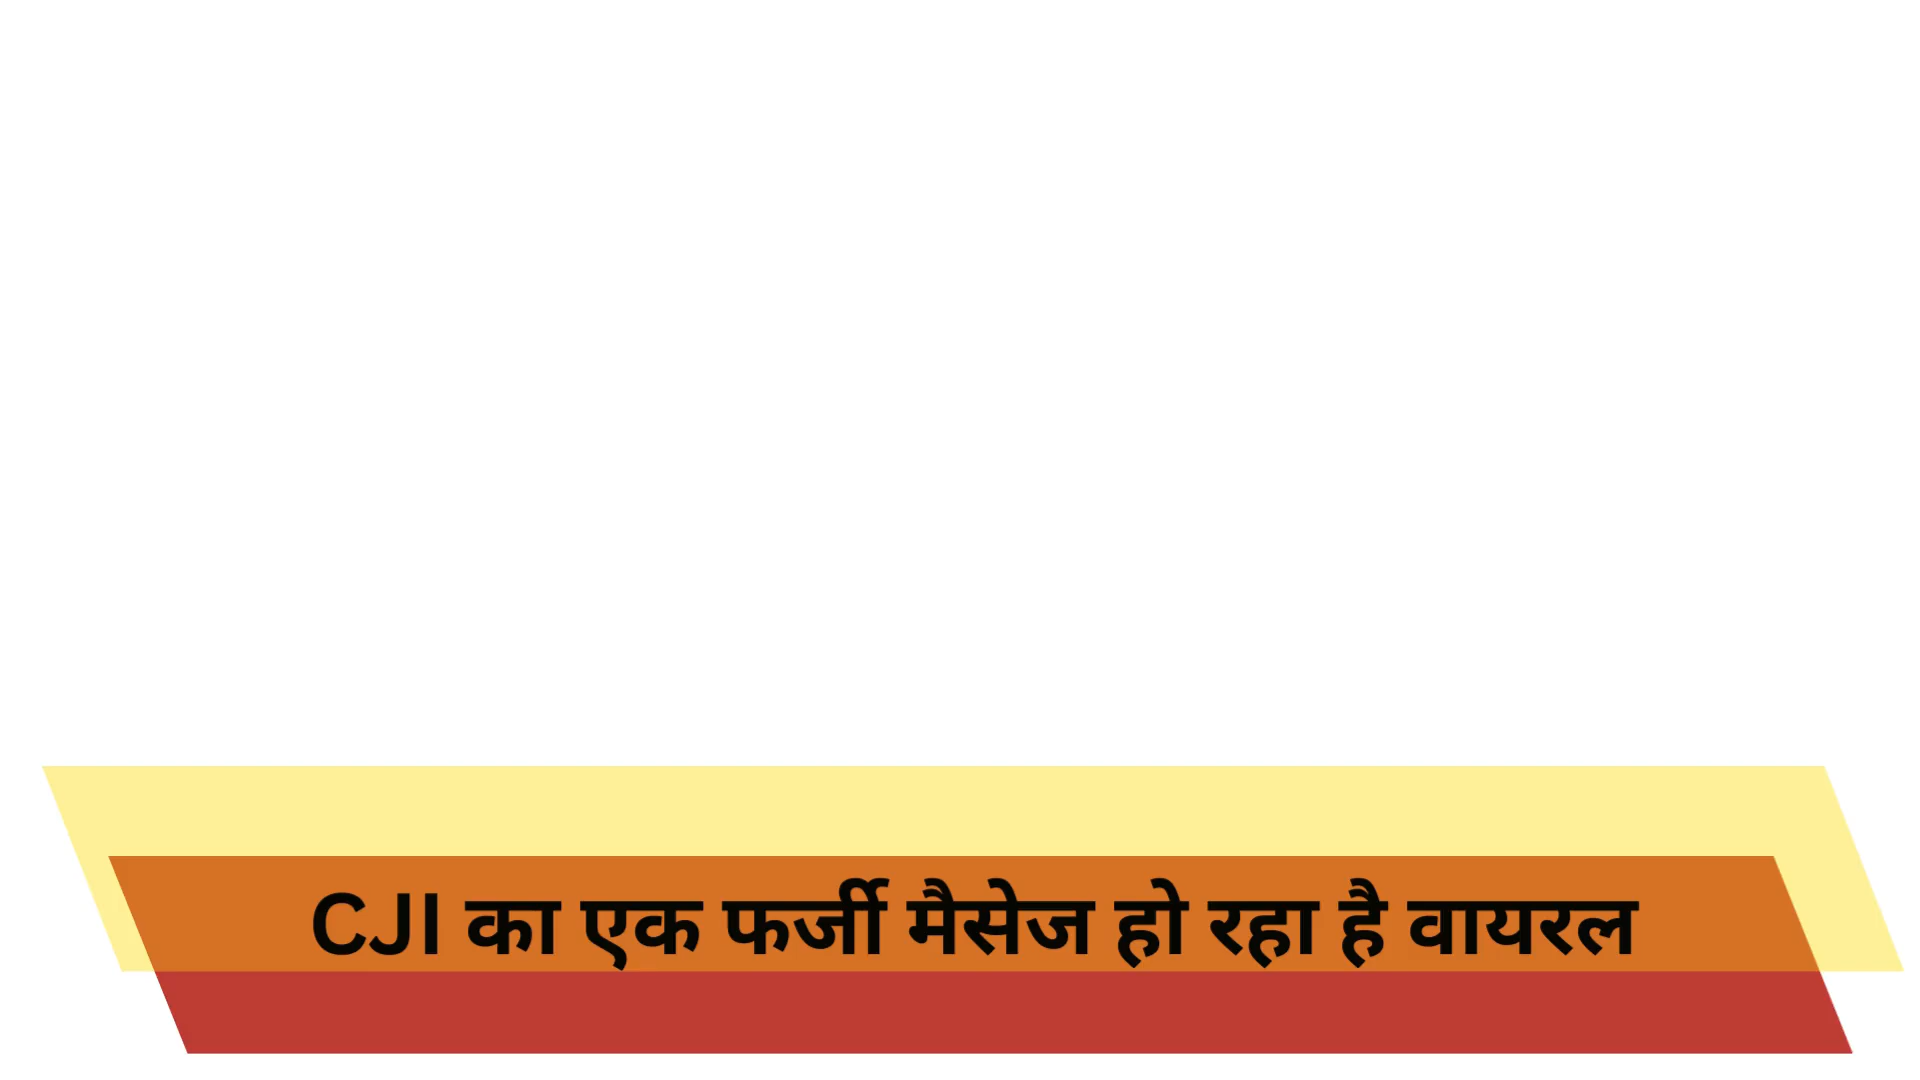 CJI का एक फर्जी मैसेज हो रहा है वायरल